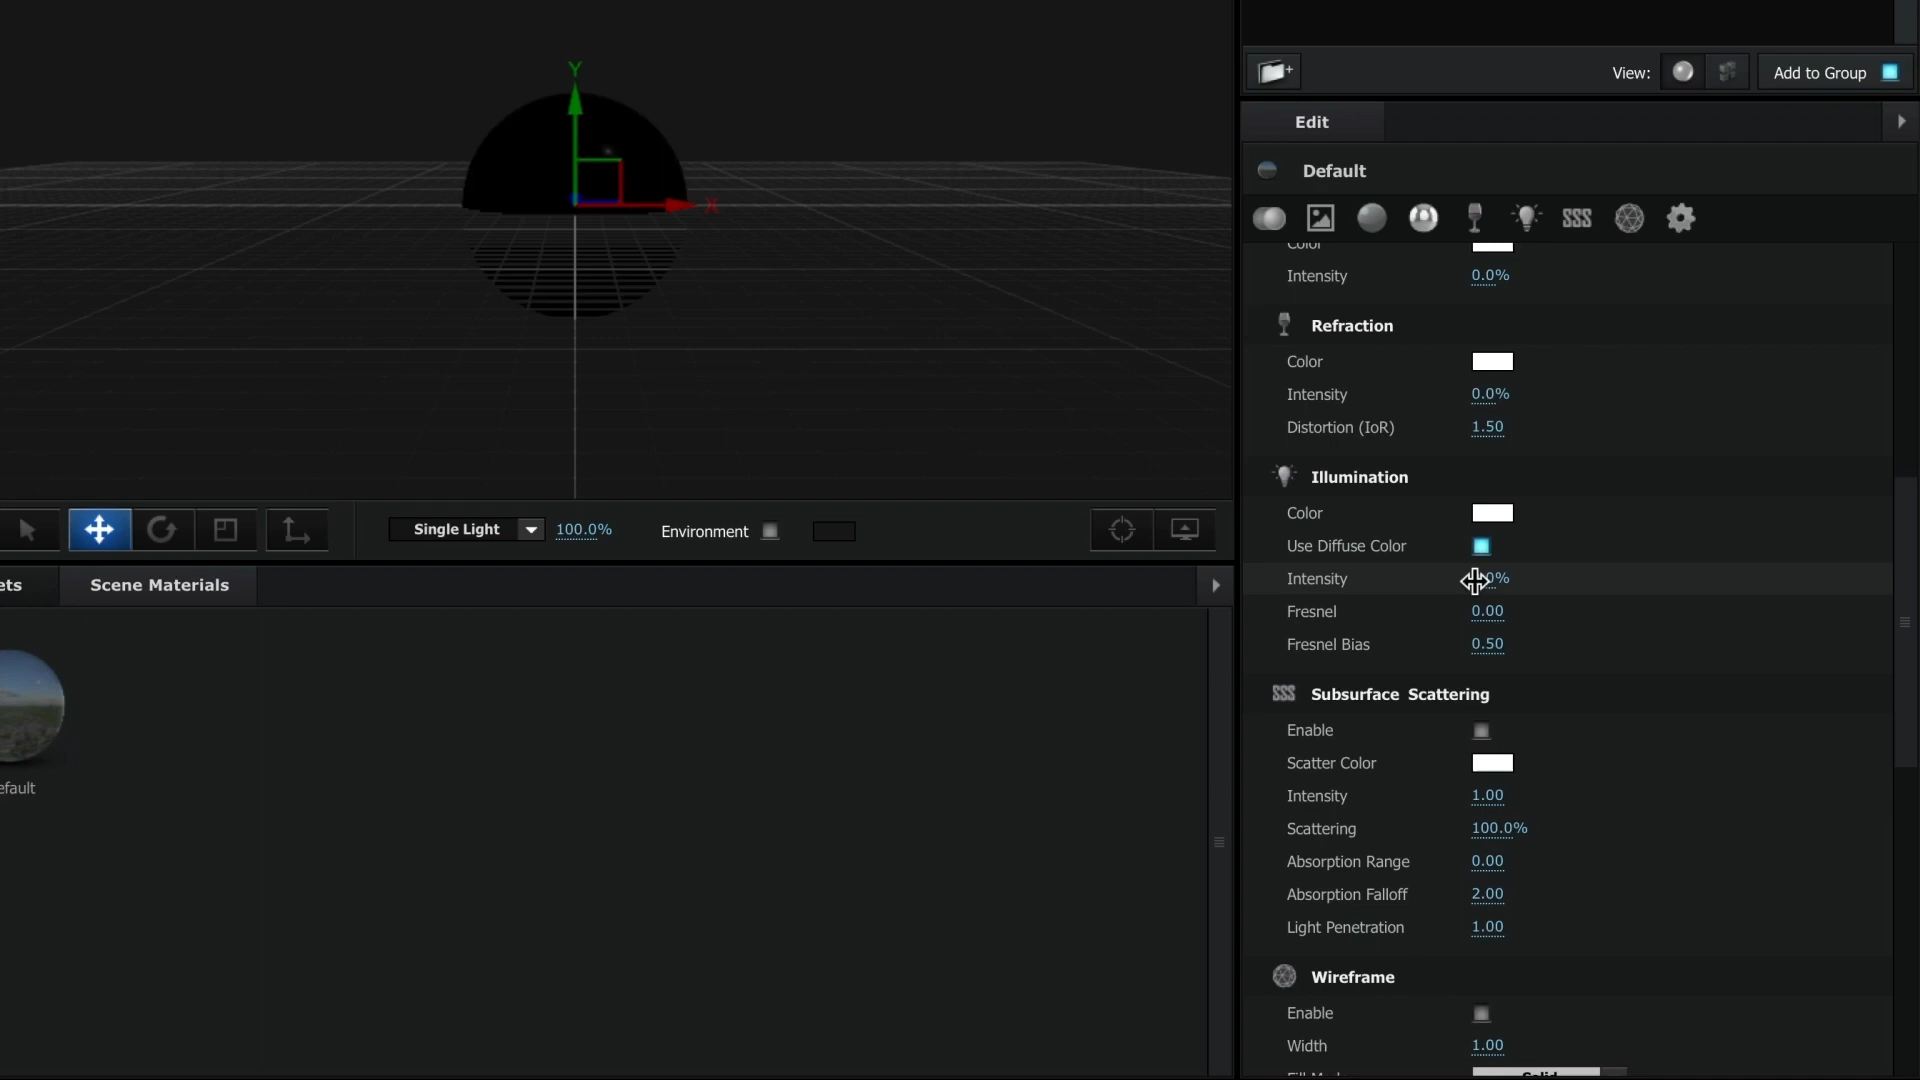 Y
X
View:
Add to Group
Edit
Default
Color
Intensity 0.0%
Refraction
Color
Intensity 0.0%
Distortion (IoR) 1.50
Illumination
Color
Use Diffuse Color
Intensity 0%
Fresnel 0.00
Fresnel Bias 0.50
Subsurface Scattering
Enable
Scatter Color
Intensity 1.00
Scattering 100.0%
Absorption Range 0.00
Absorption Falloff 2.00
Light Penetration 1.00
Wireframe
Enable
Width 1.00
Solid
Single Light 100.0% Environment
ets
Scene Materials
efault